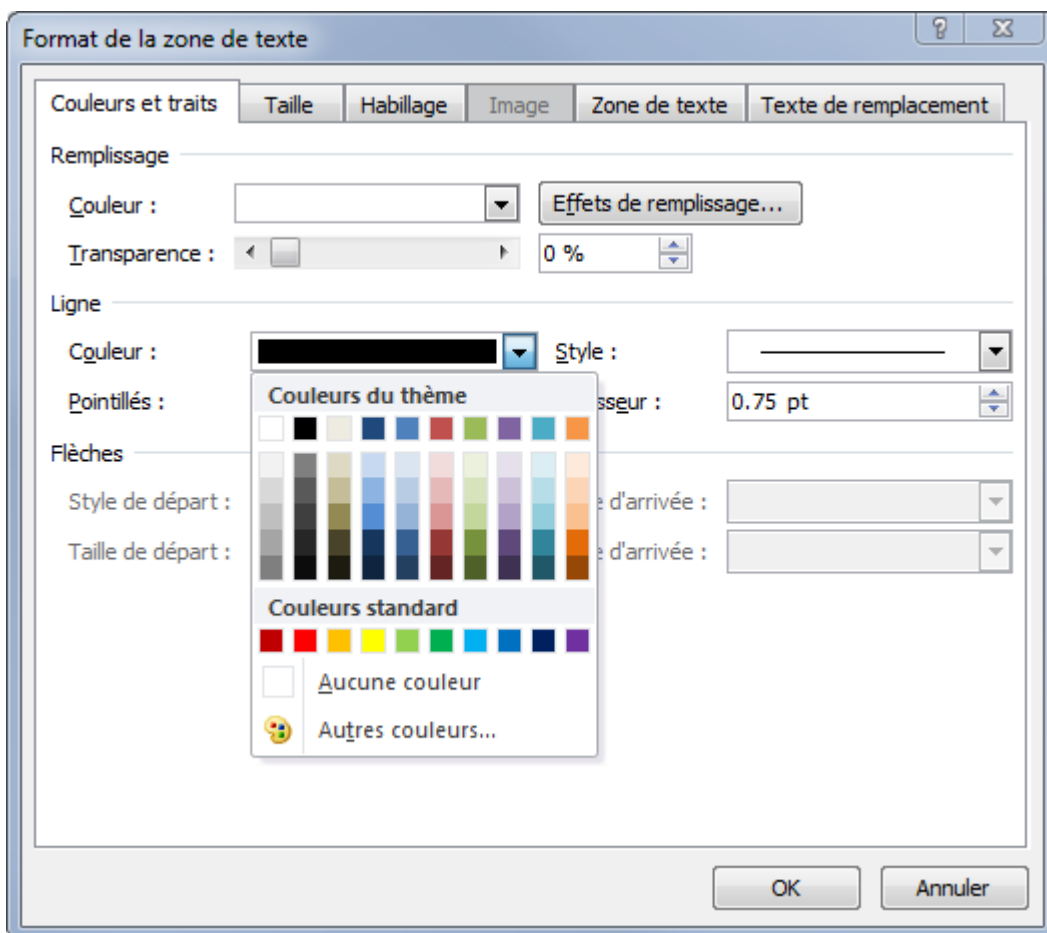 Format de la zone de texte
Couleurs et traits Taille Habillage Image Zone de texte Texte de remplacement
Remplissage
Couleur : Effets de remplissage...
Transparence : 0 %
Ligne
Couleur : Style :
Pointillés : sseur : 0.75 pt
Couleurs du thème
Flèches
Style de départ : d'arrivée :
Taille de départ : d'arrivée :
Couleurs standard
Aucune couleur
Autres couleurs...
OK Annuler